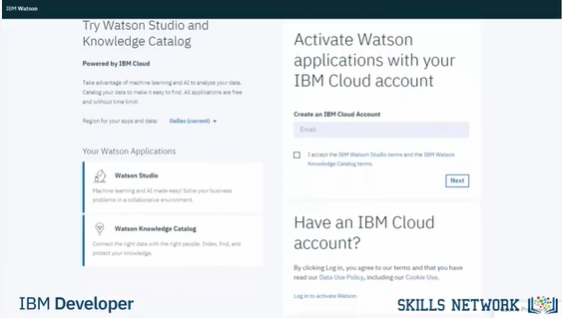 IBM Watson
Try Watson Studio and
Knowledge Catalog
Powered by IBM Cloud
Take advantage of machine learning and AI to analyze your data.
Catalog your data to make it easy to find. All applications are free
and without time limit!
Region for your apps and data: Dallas (current)
Your Watson Applications
Watson Studio
Machine learning and AI made easy! Solve your business
problems in a collaborative environment.
Watson Knowledge Catalog
Connect the right data with the right people. Index, find, and
protect your knowledge.
Activate Watson
applications with your
IBM Cloud account
Create an IBM Cloud Account
Email
I accept the IBM Watson Studio terms and the IBM Watson
Knowledge Catalog terms.
Next
Have an IBM Cloud
account?
By clicking Log in, you agree to our terms and that you have
read our Data Use Policy, including our Cookie Use.
Log in to activate Watson
IBM Developer
SKILLS NETWORK